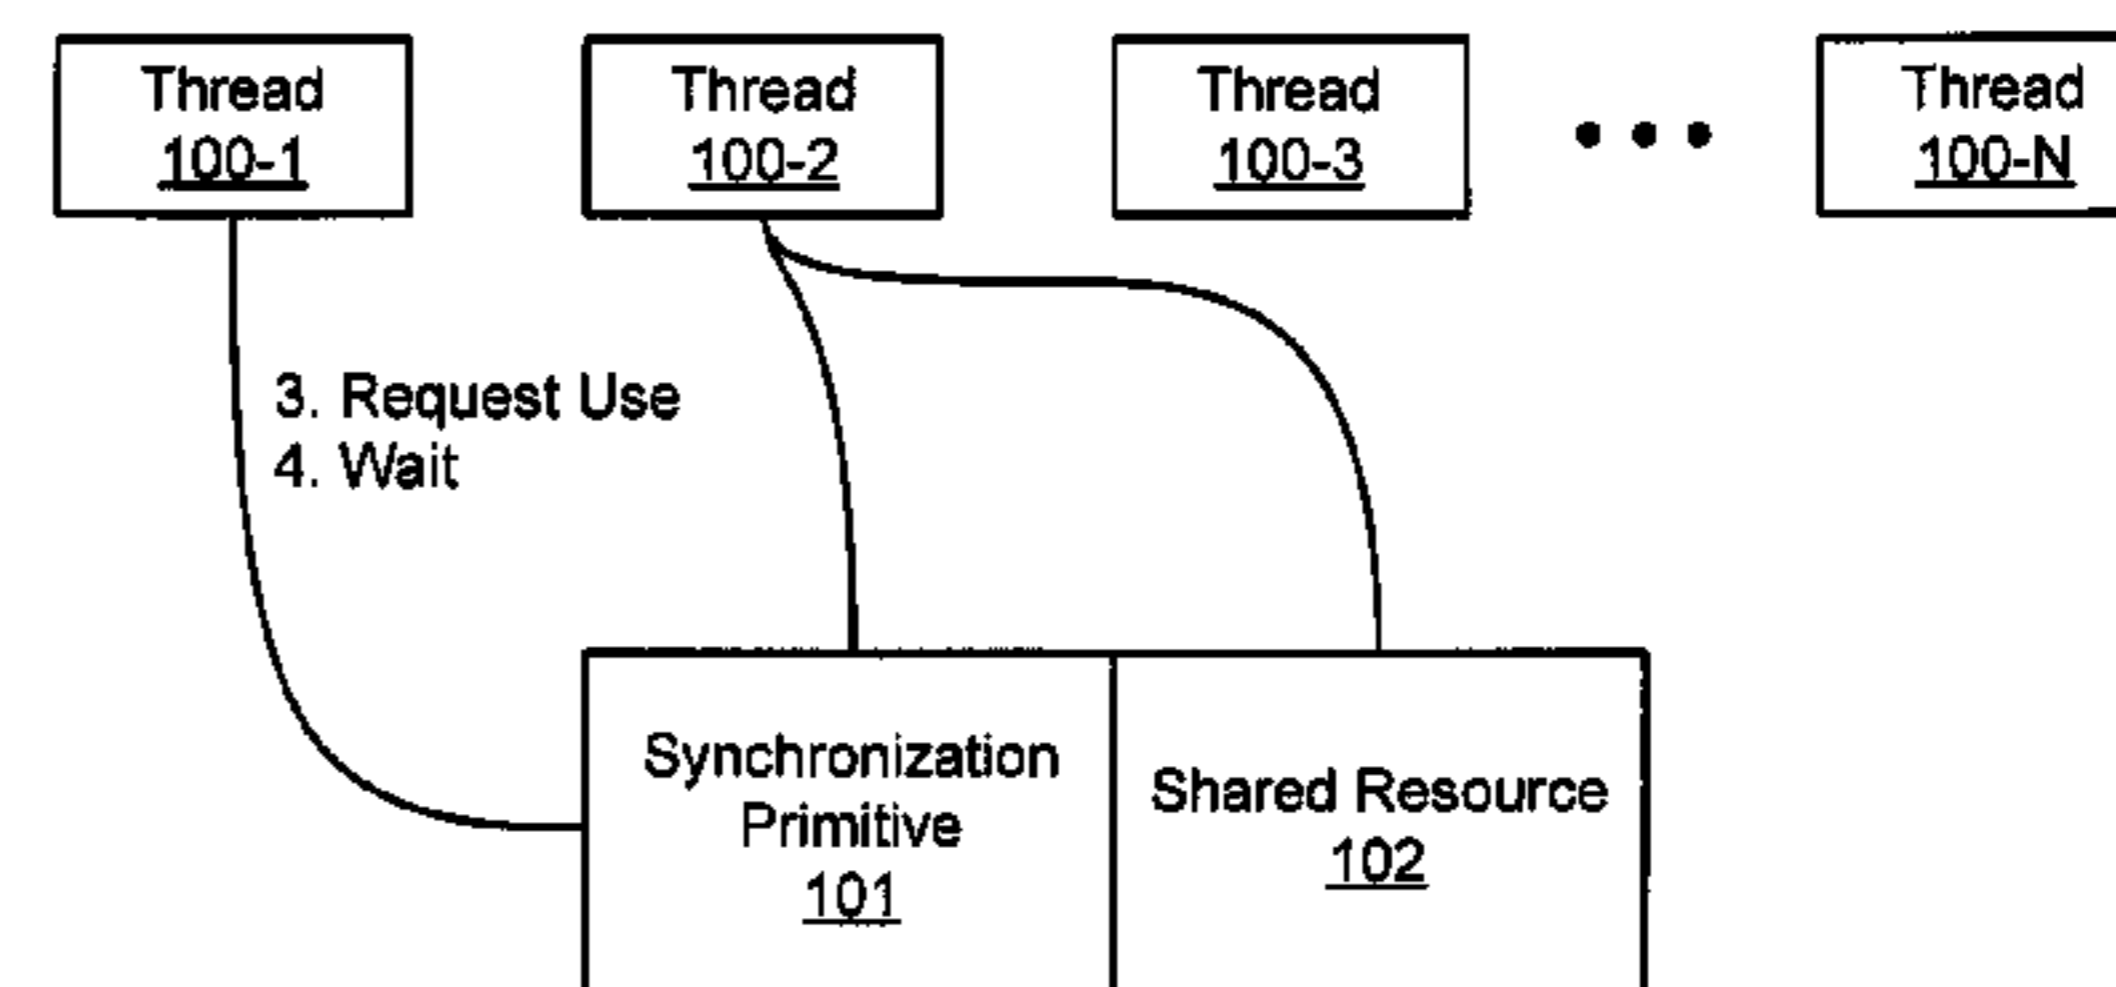 Thread
100-1
Thread
100-2
Thread
100-3
Thread
100-N
3. Request Use
4. Wait
Synchronization
Primitive
101
Shared Resource
102